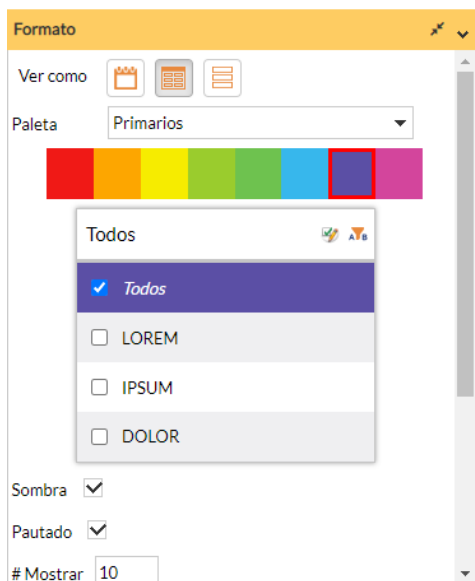 Formato
Ver como
Paleta Primarios
Todos A B
Todos
LOREM
IPSUM
DOLOR
Sombra
Pautado
# Mostrar 10